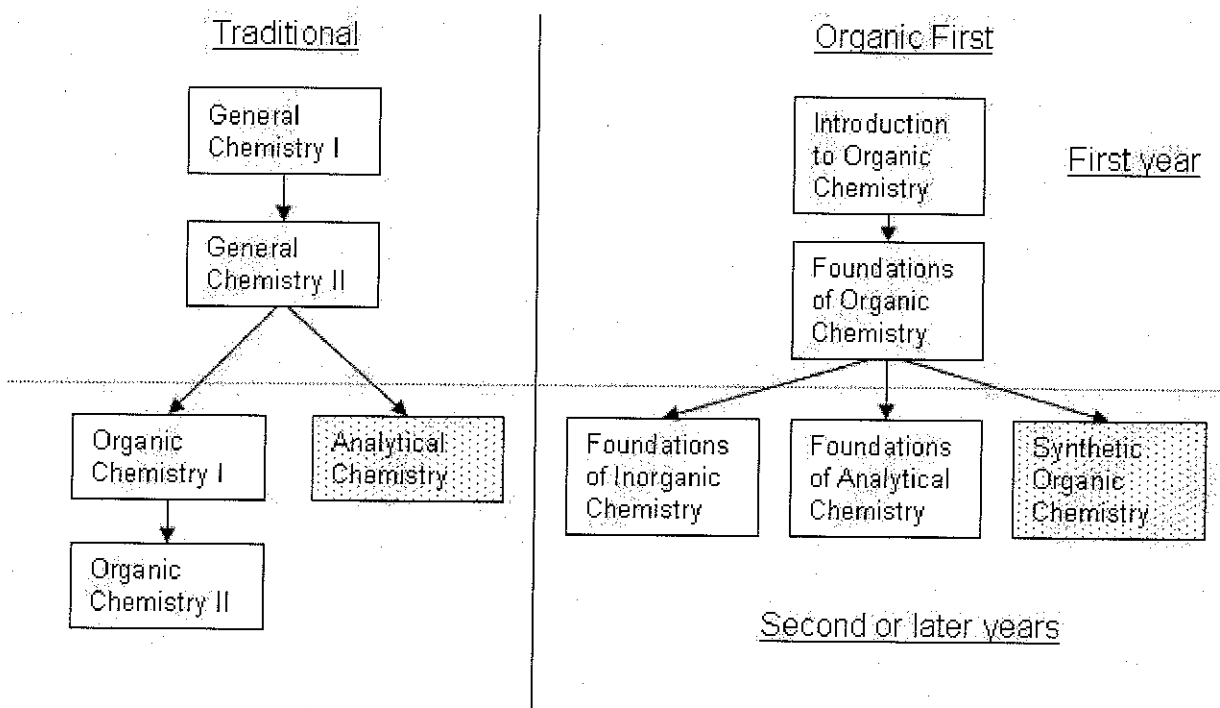 Traditional
General
Chemistry I
General
Chemistry II
Organic
Chemistry I
Analytical
Chemistry
Organic
Chemistry II
Organic First
Introduction
to Organic
Chemistry
First year
Foundations
of Organic
Chemistry
Foundations
of Inorganic
Chemistry
Foundations
of Analytical
Chemistry
Synthetic
Organic
Chemistry
Second or later years